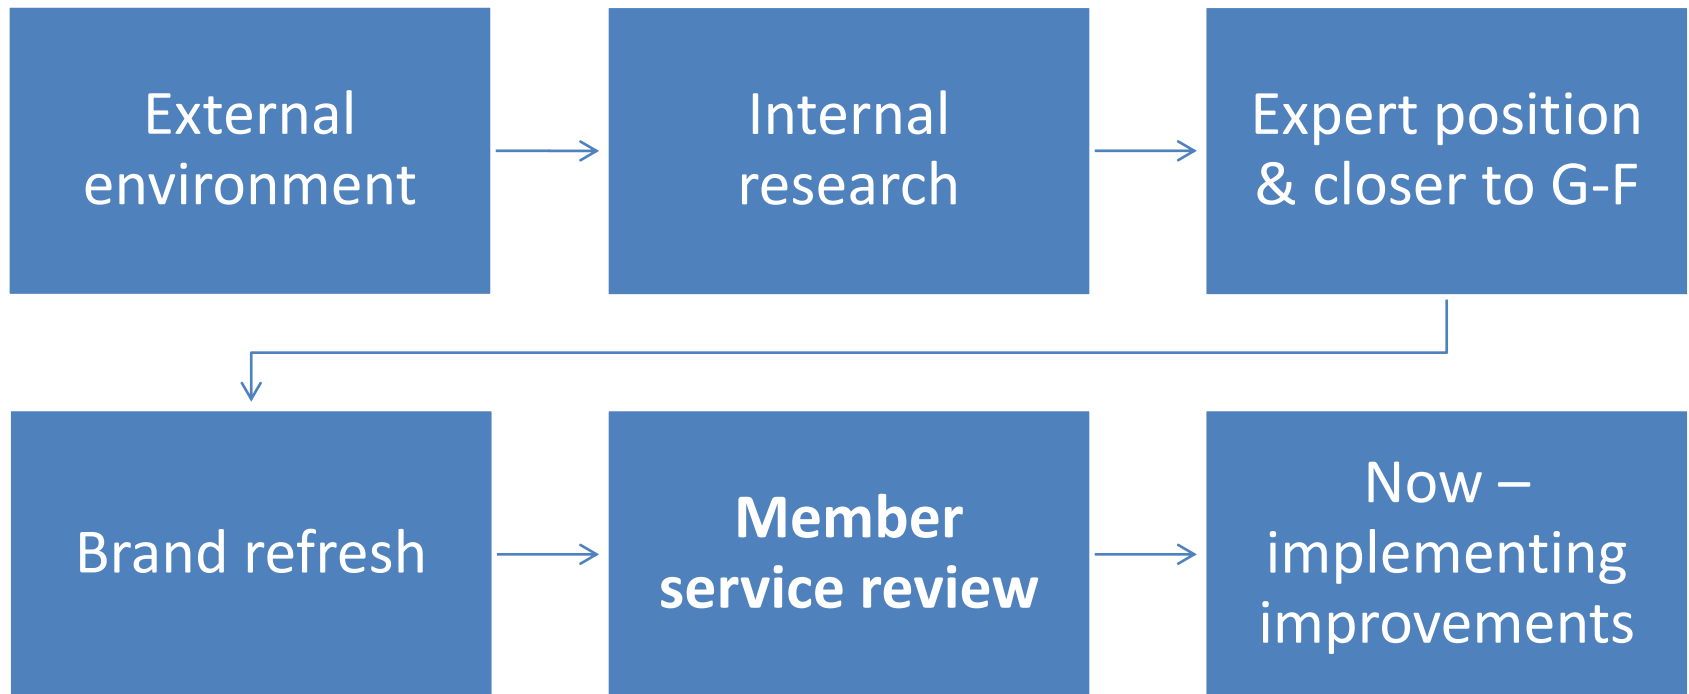 External
environment
Internal
research
Expert position
& closer to G-F
Brand refresh
Member
service review
Now –
implementing
improvements